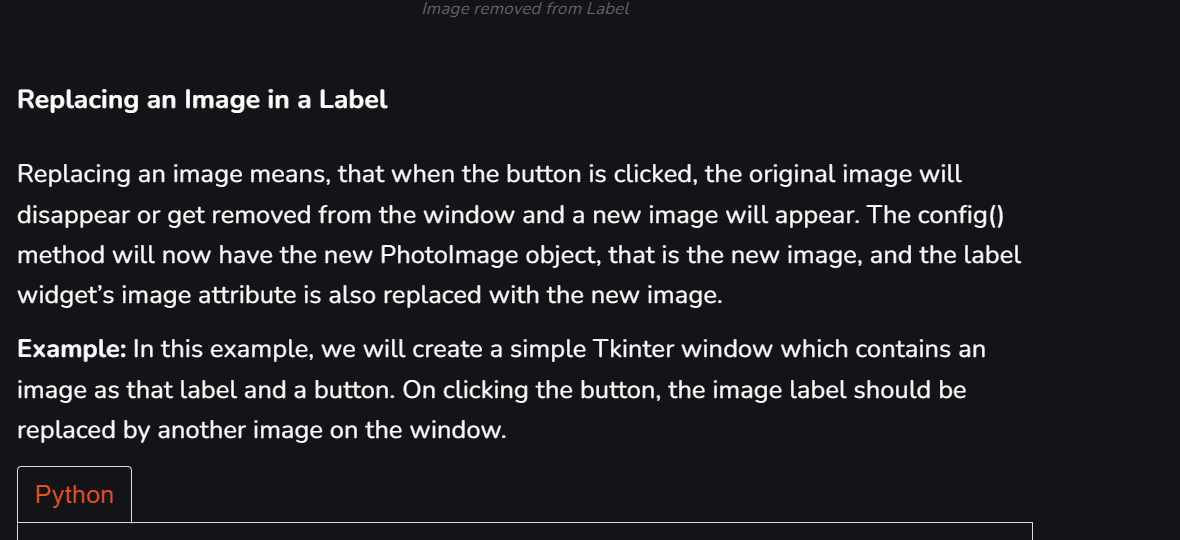 Image removed from Label
Replacing an Image in a Label
Replacing an image means, that when the button is clicked, the original image will
disappear or get removed from the window and a new image will appear. The config()
method will now have the new PhotoImage object, that is the new image, and the label
widget’s image attribute is also replaced with the new image.
Example: In this example, we will create a simple Tkinter window which contains an
image as that label and a button. On clicking the button, the image label should be
replaced by another image on the window.
Python